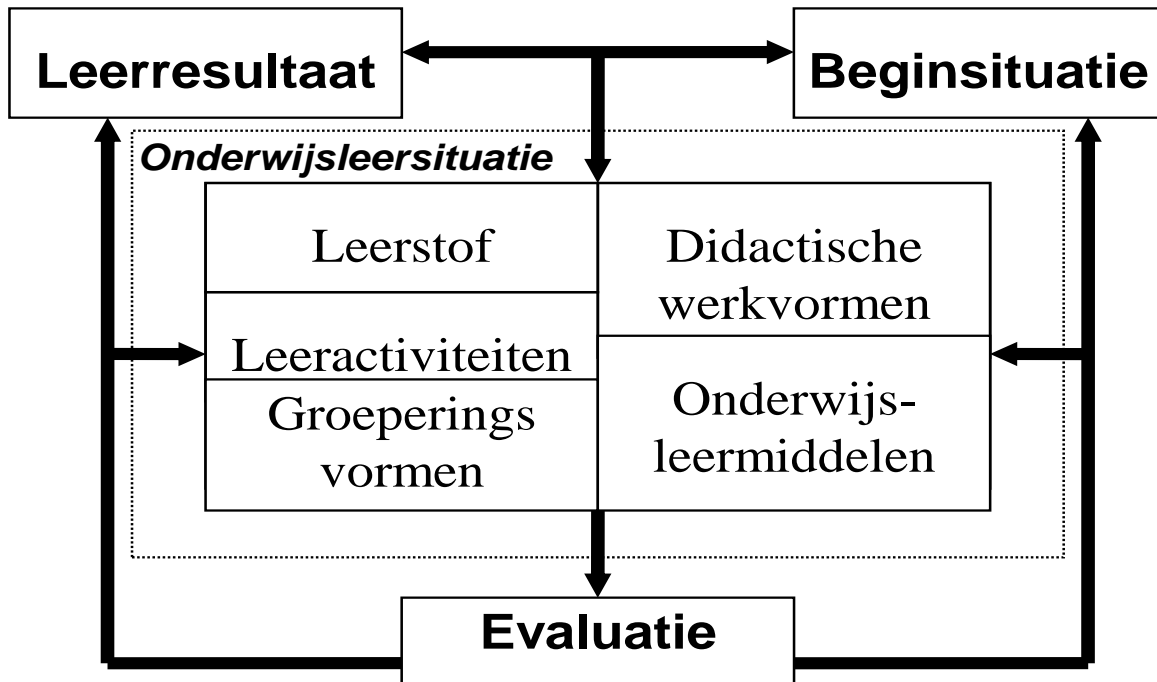 Leerresultaat
Beginsituatie
Onderwijsleersituatie
Leerstof
Leeractiviteiten
Groeperings
vormen
Didactische
werkvormen
Onderwijs-
leermiddelen
Evaluatie